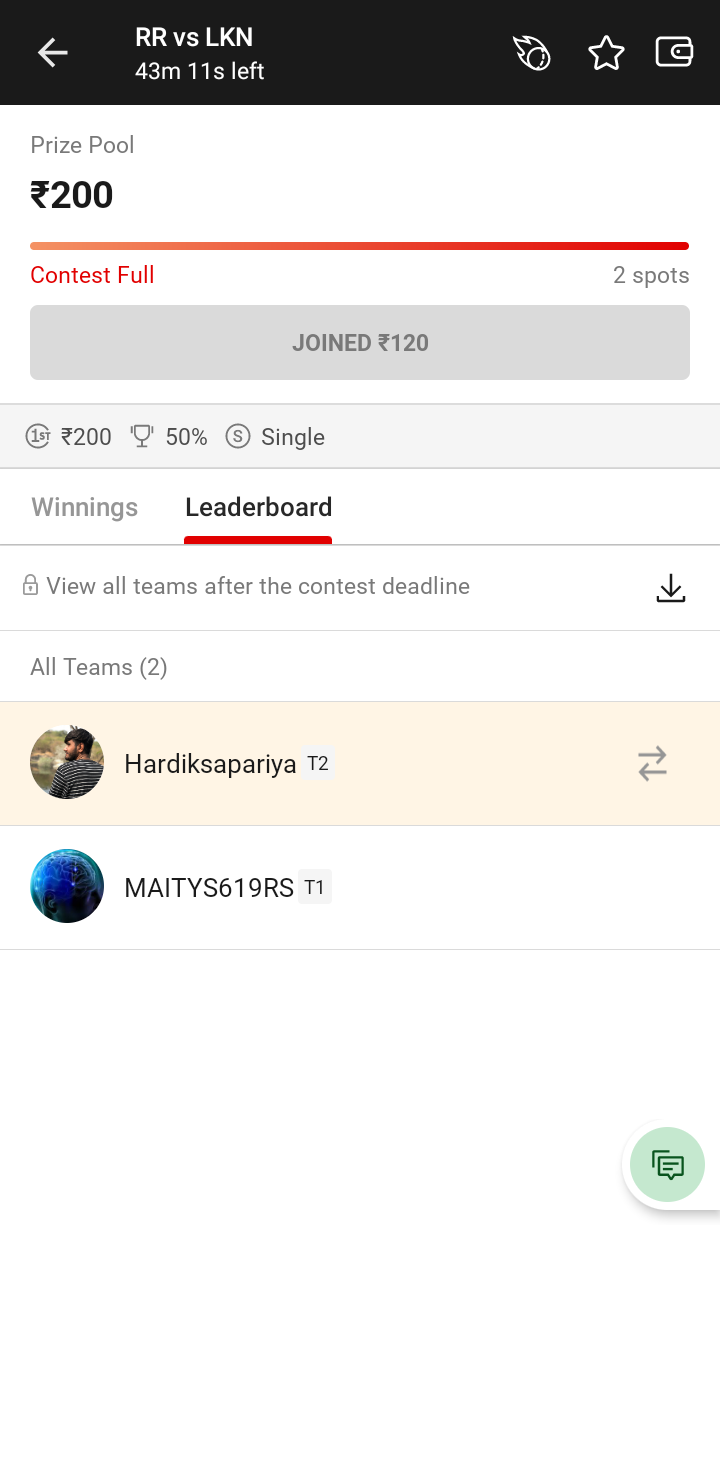 RR vs LKN
43m 11s left
Prize Pool
₹200
Contest Full 2 spots
JOINED ₹120
1ST ₹200 50% S Single
Winnings Leaderboard
View all teams after the contest deadline
All Teams (2)
Hardiksapariya T2
MAITYS619RS T1